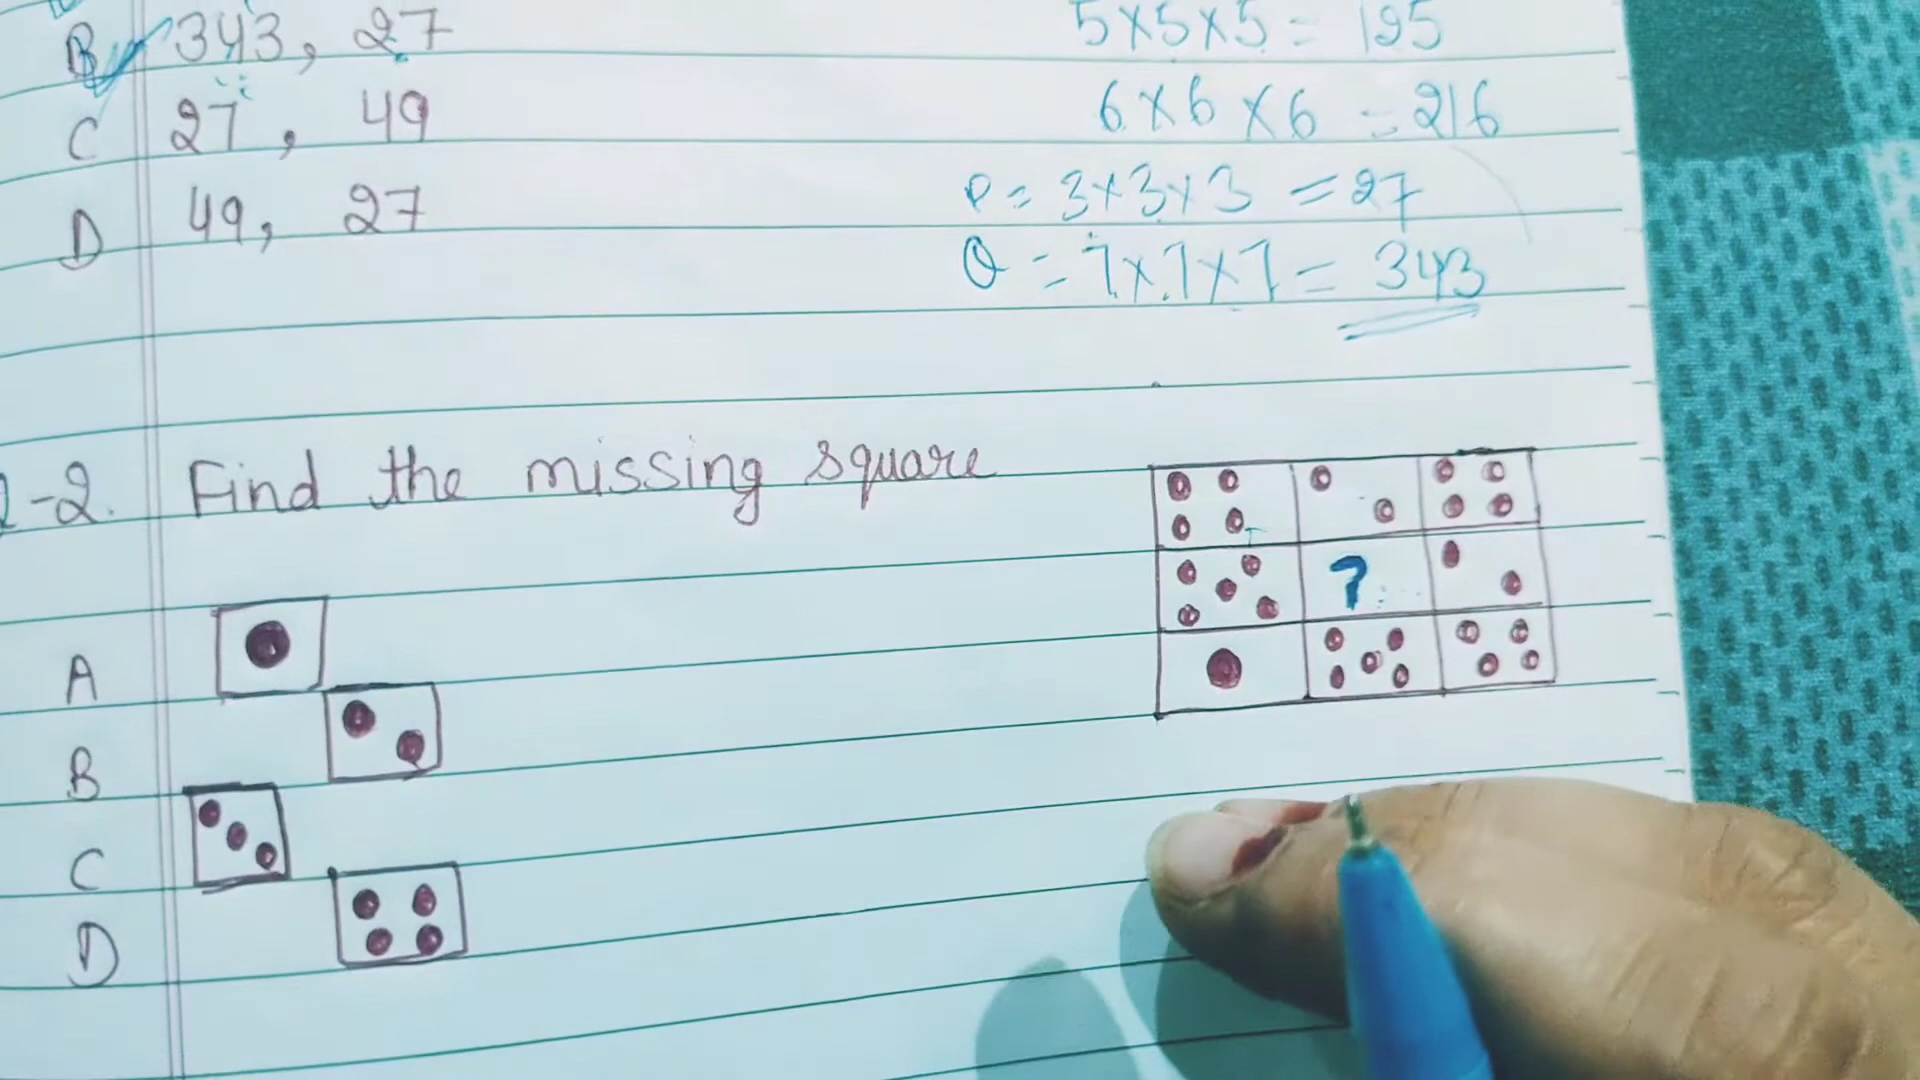 B 343, 27
5×5×5 = 125
C 27, 49
6×6×6 = 216
D 49, 27
P = 3×3×3 = 27
Q = 7×7×7 = 343
-2. Find the missing square
?
A
B
C
D